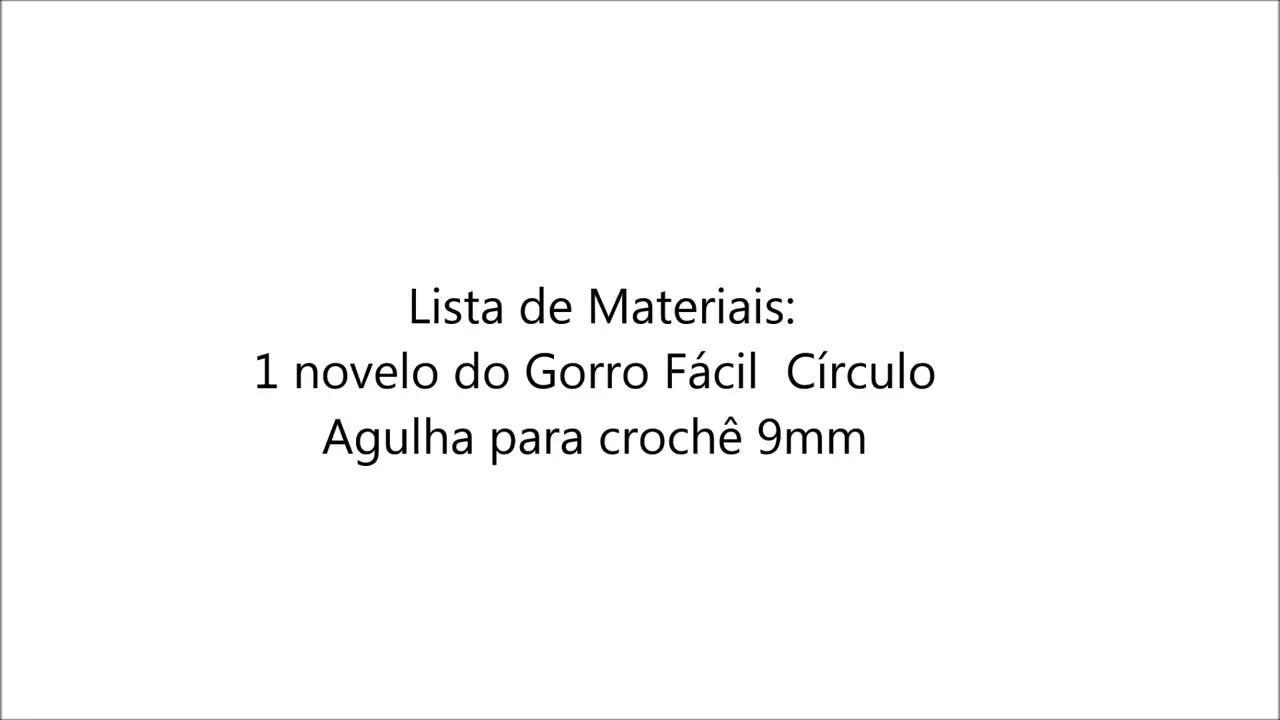 Lista de Materiais:
1 novelo do Gorro Fácil  Círculo
Agulha para crochê 9mm